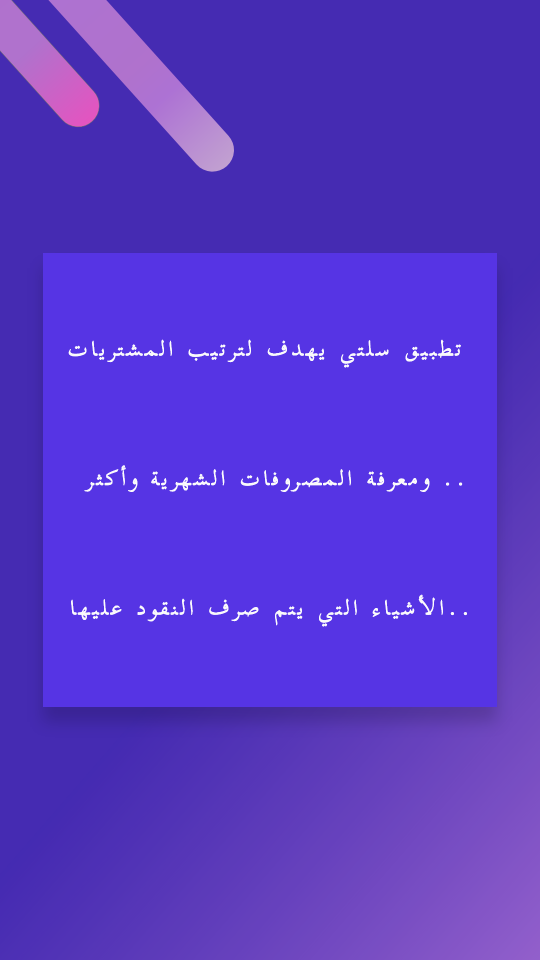 تطبيق سلتي يهدف لترتيب المشتريات
.. ومعرفة المصروفات الشهرية وأكثر
..الأشياء التي يتم صرف النقود عليها